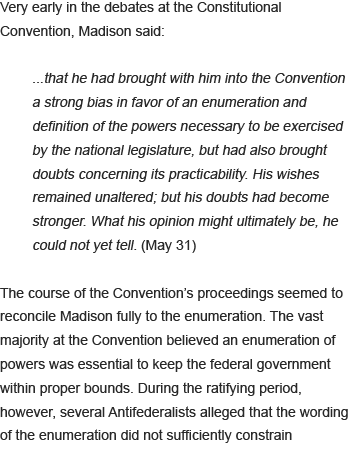 Very early in the debates at the Constitutional
Convention, Madison said:
...that he had brought with him into the Convention
a strong bias in favor of an enumeration and
definition of the powers necessary to be exercised
by the national legislature, but had also brought
doubts concerning its practicability. His wishes
remained unaltered; but his doubts had become
stronger. What his opinion might ultimately be, he
could not yet tell. (May 31)
The course of the Convention’s proceedings seemed to
reconcile Madison fully to the enumeration. The vast
majority at the Convention believed an enumeration of
powers was essential to keep the federal government
within proper bounds. During the ratifying period,
however, several Antifederalists alleged that the wording
of the enumeration did not sufficiently constrain